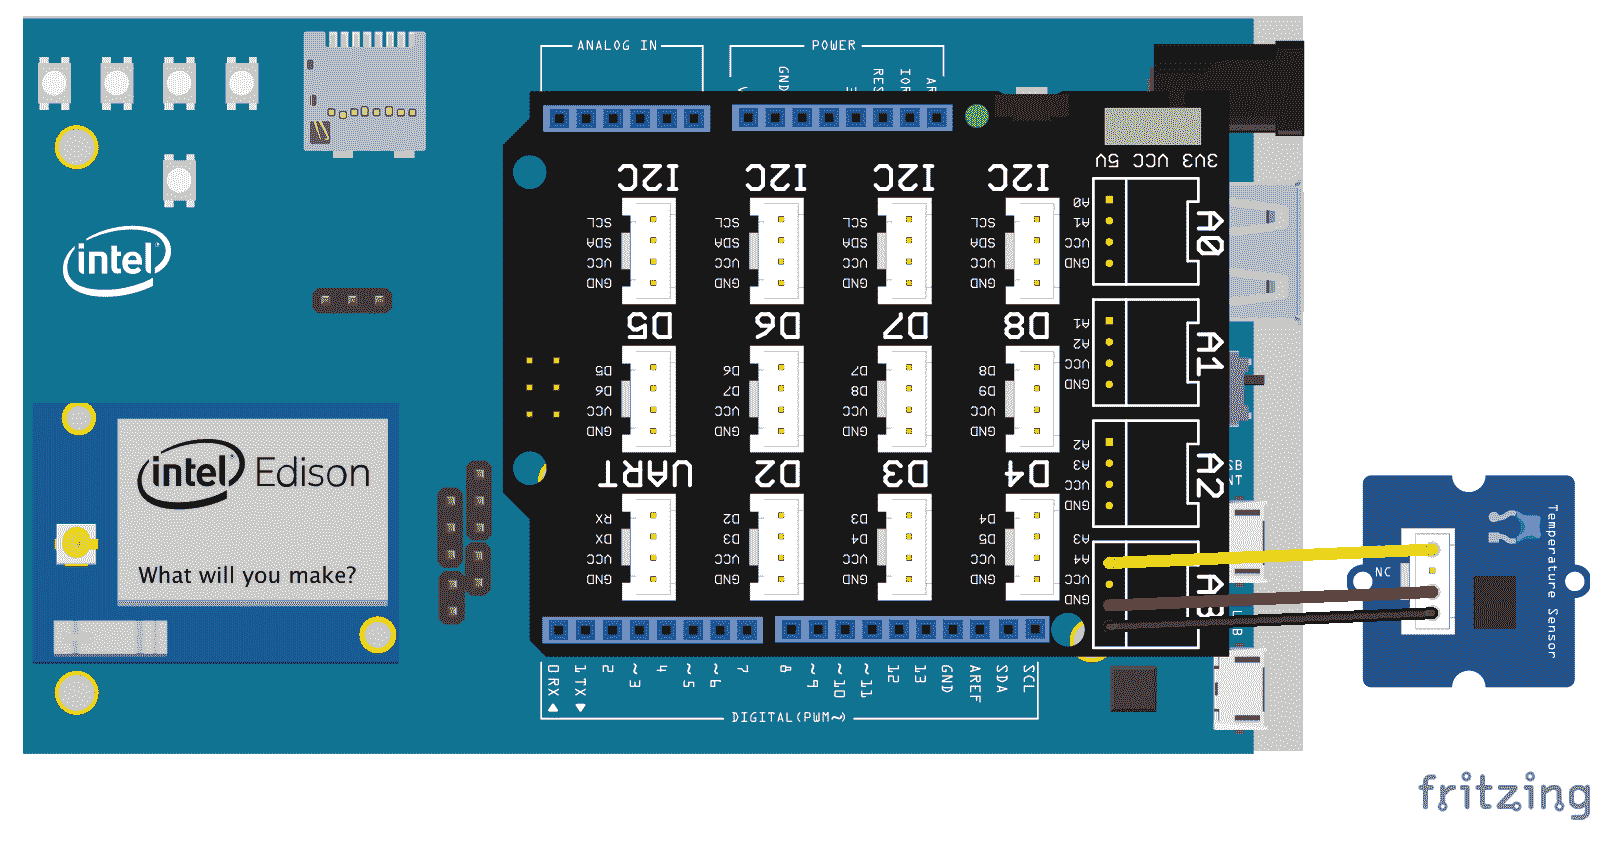 ANALOG IN
POWER
GND
RES
5V VCC 3V3
I2C
I2C
I2C
I2C
SCL
SDA
VCC
GND
SCL
SDA
VCC
GND
SCL
SDA
VCC
GND
SCL
SDA
VCC
GND
A0
A1
VCC
GND
A0
intel
D5
D6
D7
D8
D5
D6
VCC
GND
D6
D7
VCC
GND
D7
D8
VCC
GND
D8
D9
VCC
GND
A1
A2
VCC
GND
A1
intel Edison
What will you make?
UART
D2
D3
D4
RX
DX
VCC
GND
D2
D3
VCC
GND
D3
D4
VCC
GND
D4
D5
VCC
GND
A2
A3
VCC
GND
A2
A3
A4
VCC
GND
A3
NC
Temperature Sensor
0 RX
1 TX
2
~3
4
~5
~6
7
8
~9
~10
~11
12
13
GND
AREF
SDA
SCL
DIGITAL(PWM~)
fritzing